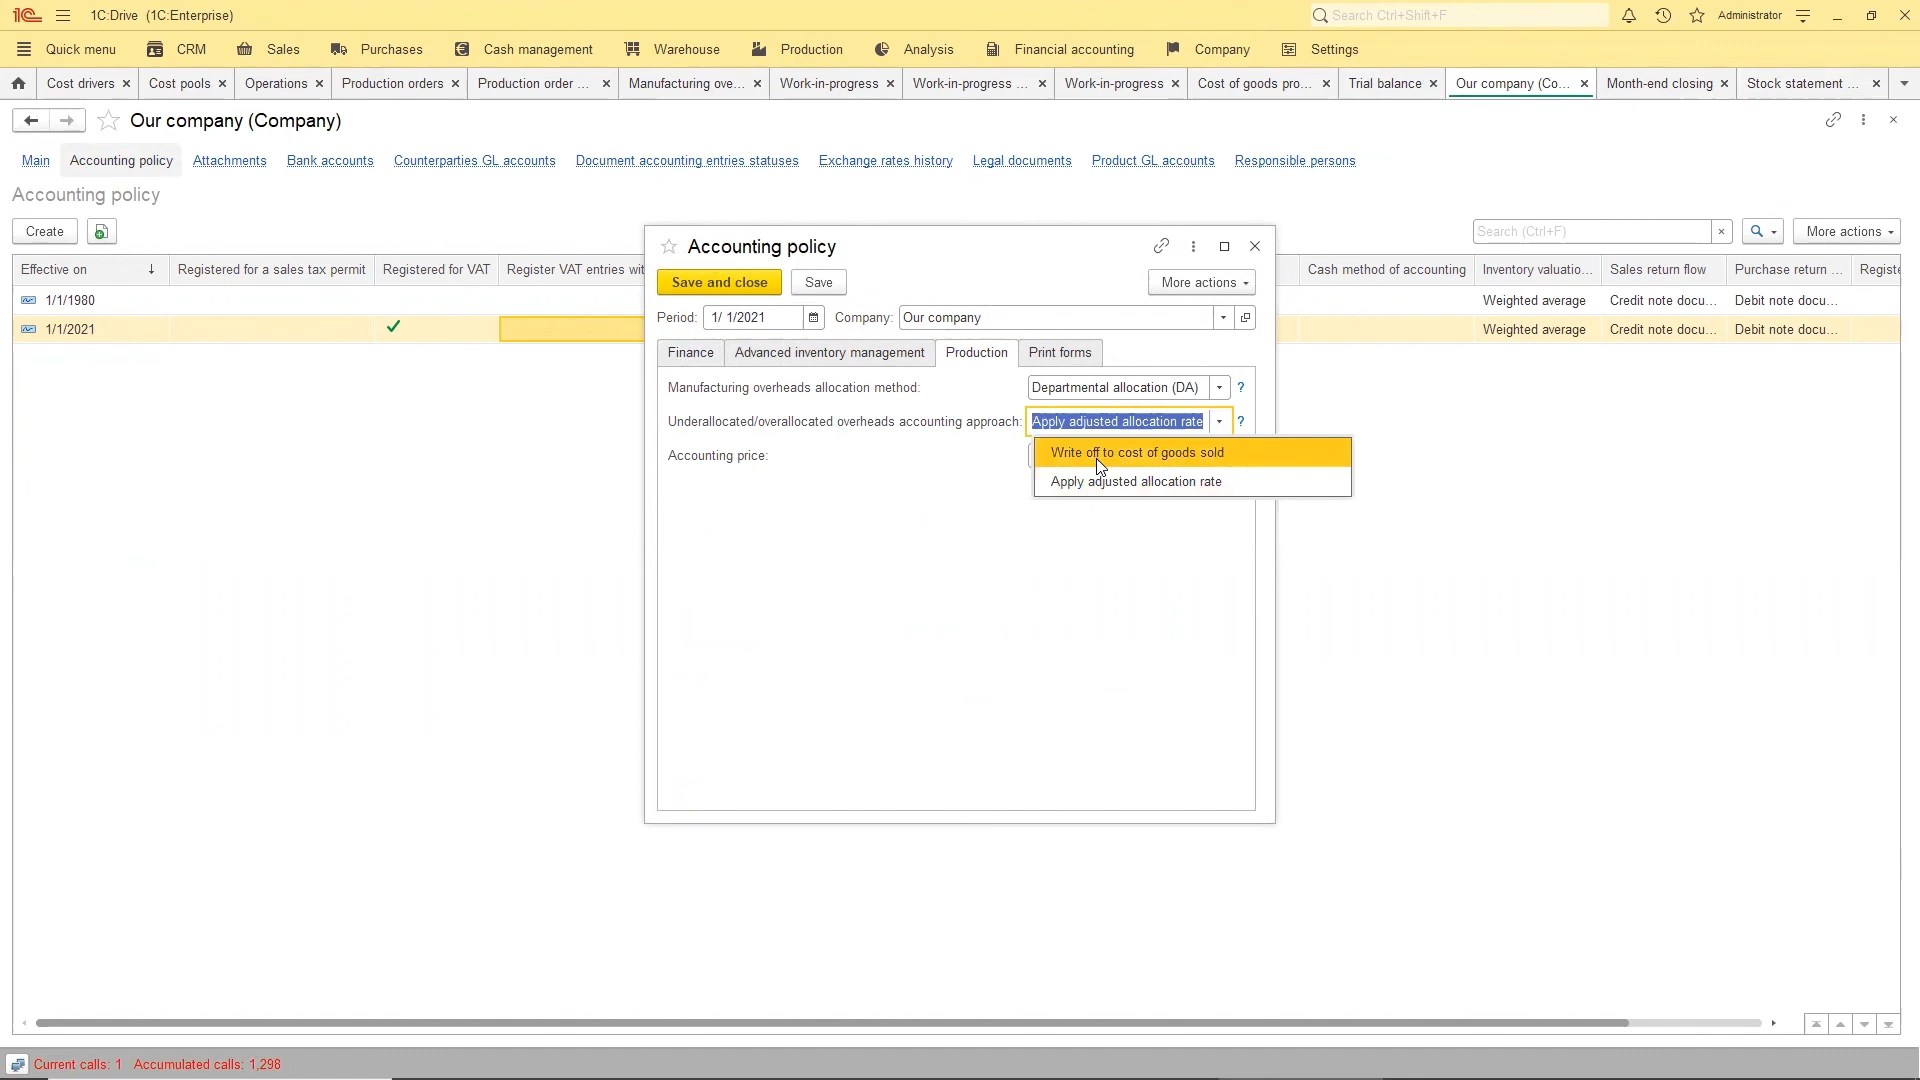 1C:Drive (1C:Enterprise)
Search Ctrl+Shift+F
Administrator
Quick menu
CRM
Sales
Purchases
Cash management
Warehouse
Production
Analysis
Financial accounting
Company
Settings
Cost drivers
Cost pools
Operations
Production orders
Production order ...
Manufacturing ove...
Work-in-progress
Work-in-progress ...
Work-in-progress
Cost of goods pro...
Trial balance
Our company (Co...
Month-end closing
Stock statement ...
Our company (Company)
Main
Accounting policy
Attachments
Bank accounts
Counterparties GL accounts
Document accounting entries statuses
Exchange rates history
Legal documents
Product GL accounts
Responsible persons
Accounting policy
Create
Search (Ctrl+F)
More actions
Effective on
Registered for a sales tax permit
Registered for VAT
Register VAT entries wit
Cash method of accounting
Inventory valuatio...
Sales return flow
Purchase return ...
Registe
1/1/1980
Weighted average
Credit note docu...
Debit note docu...
1/1/2021
Weighted average
Credit note docu...
Debit note docu...
Accounting policy
Save and close
Save
More actions
Period:
1/ 1/2021
Company:
Our company
Finance
Advanced inventory management
Production
Print forms
Manufacturing overheads allocation method:
Departmental allocation (DA)
?
Underallocated/overallocated overheads accounting approach:
Apply adjusted allocation rate
?
Accounting price:
Write off to cost of goods sold
Apply adjusted allocation rate
Current calls: 1 Accumulated calls: 1,298